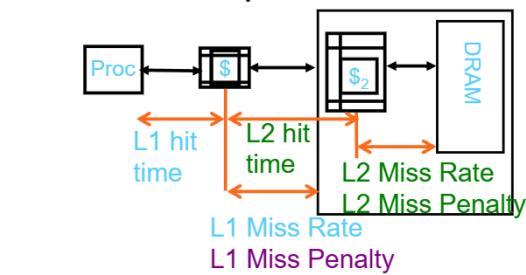 Proc
$
$2
DRAM
L1 hit
time
L2 hit
time
L2 Miss Rate
L2 Miss Penalty
L1 Miss Rate
L1 Miss Penalty